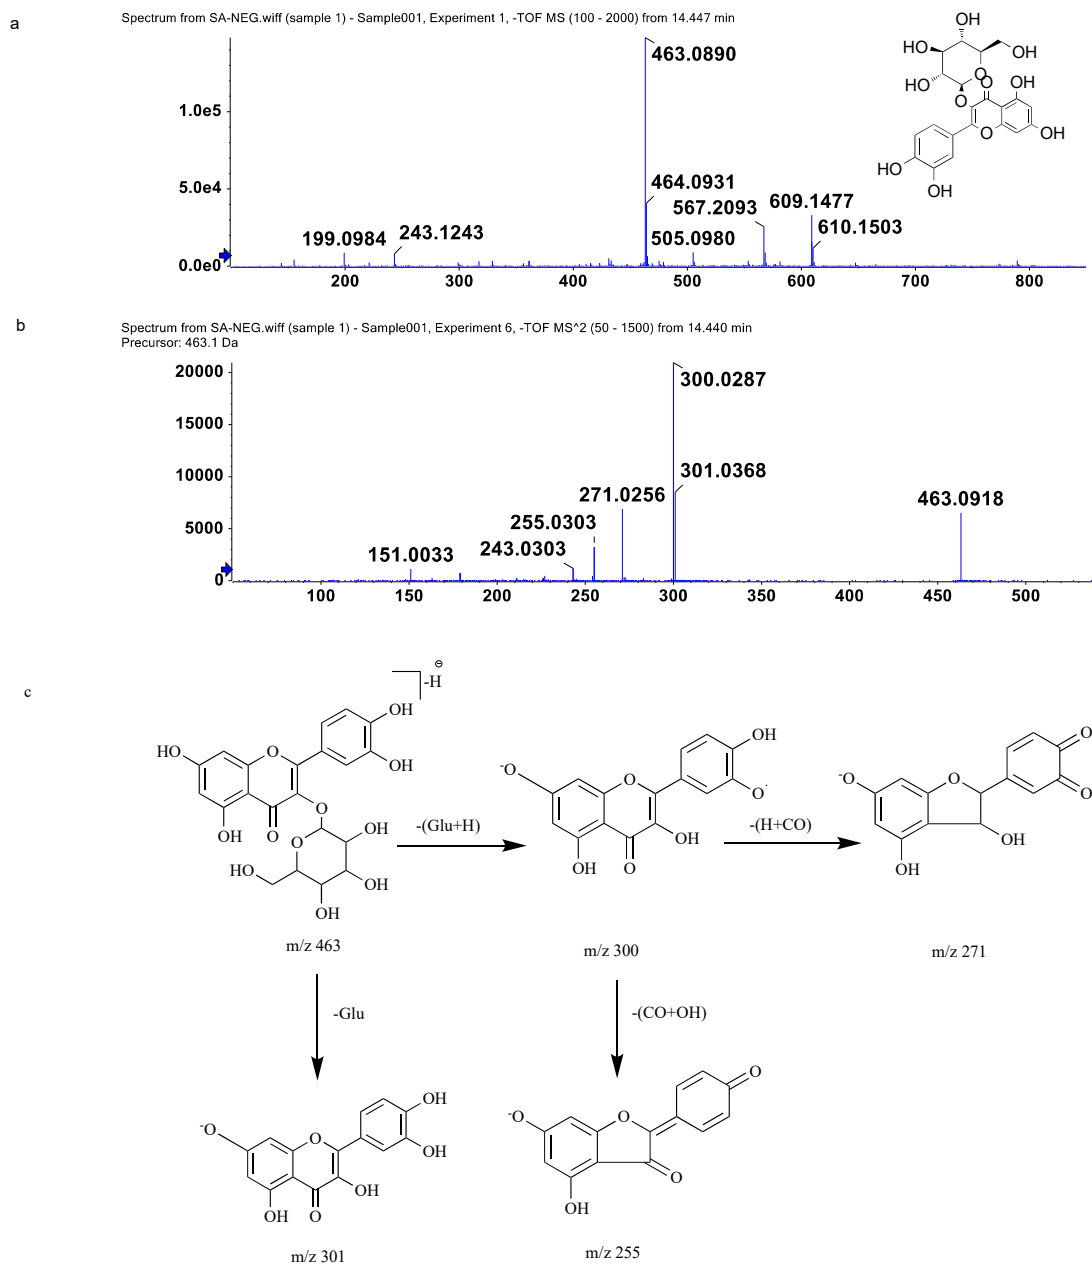 a
Spectrum from SA-NEG.wiff (sample 1) - Sample001, Experiment 1, -TOF MS (100 - 2000) from 14.447 min
463.0890
1.0e5
464.0931
5.0e4
609.1477
567.2093
610.1503
505.0980
199.0984
243.1243
0.0e0
200 300 400 500 600 700 800
OH
HO
OH
HO
O
O
OH
O
O
OH
HO
OH
b
Spectrum from SA-NEG.wiff (sample 1) - Sample001, Experiment 6, -TOF MS^2 (50 - 1500) from 14.440 min
Precursor: 463.1 Da
20000
300.0287
15000
10000
301.0368
271.0256
463.0918
5000
255.0303
243.0303
151.0033
0
100 150 200 250 300 350 400 450 500
c
⊖
-H
OH
HO
O
OH
O
OH
O
O
OH
HO
OH
OH
m/z 463
-(Glu+H)
OH
-O
O
O·
OH
OH
O
m/z 300
-(H+CO)
O
-O
O
O
OH
OH
m/z 271
-Glu
-(CO+OH)
OH
-O
O
OH
OH
OH
O
m/z 301
O
-O
O
O
OH
m/z 255